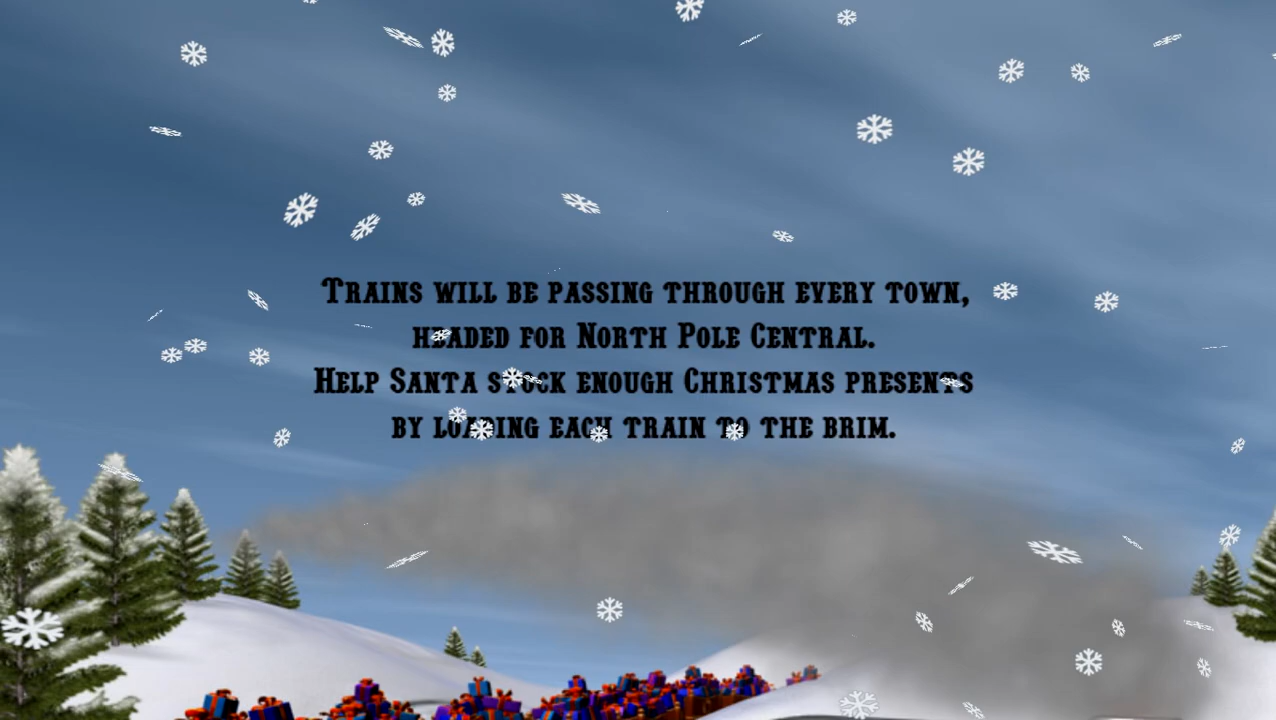 Trains will be passing through every town,
headed for North Pole Central.
Help Santa stock enough Christmas presents
by loading each train to the brim.